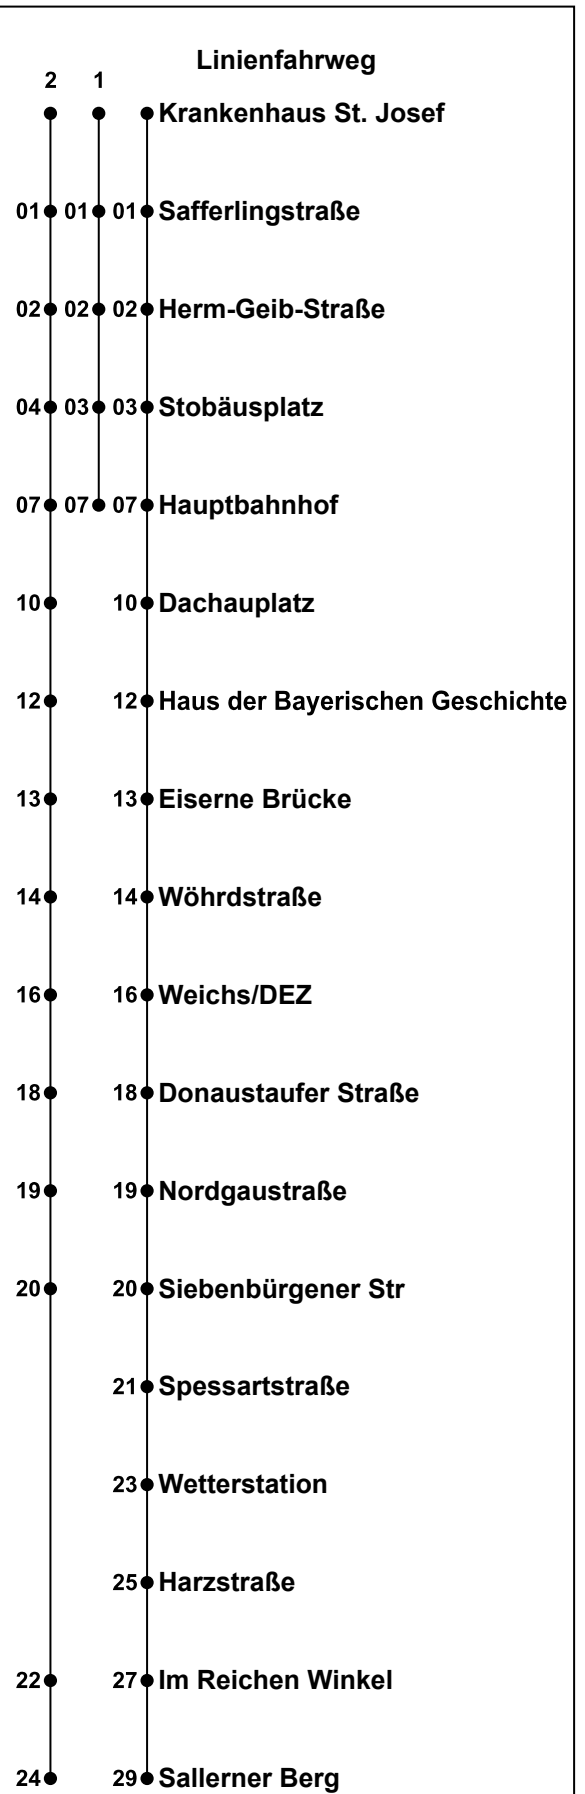 Linienfahrweg
2 1
Krankenhaus St. Josef
01 01 01 Safferlingstraße
02 02 02 Herm-Geib-Straße
04 03 03 Stobäusplatz
07 07 07 Hauptbahnhof
10 10 Dachauplatz
12 12 Haus der Bayerischen Geschichte
13 13 Eiserne Brücke
14 14 Wöhrdstraße
16 16 Weichs/DEZ
18 18 Donaustaufer Straße
19 19 Nordgaustraße
20 20 Siebenbürgener Str
21 Spessartstraße
23 Wetterstation
25 Harzstraße
22 27 Im Reichen Winkel
24 29 Sallerner Berg